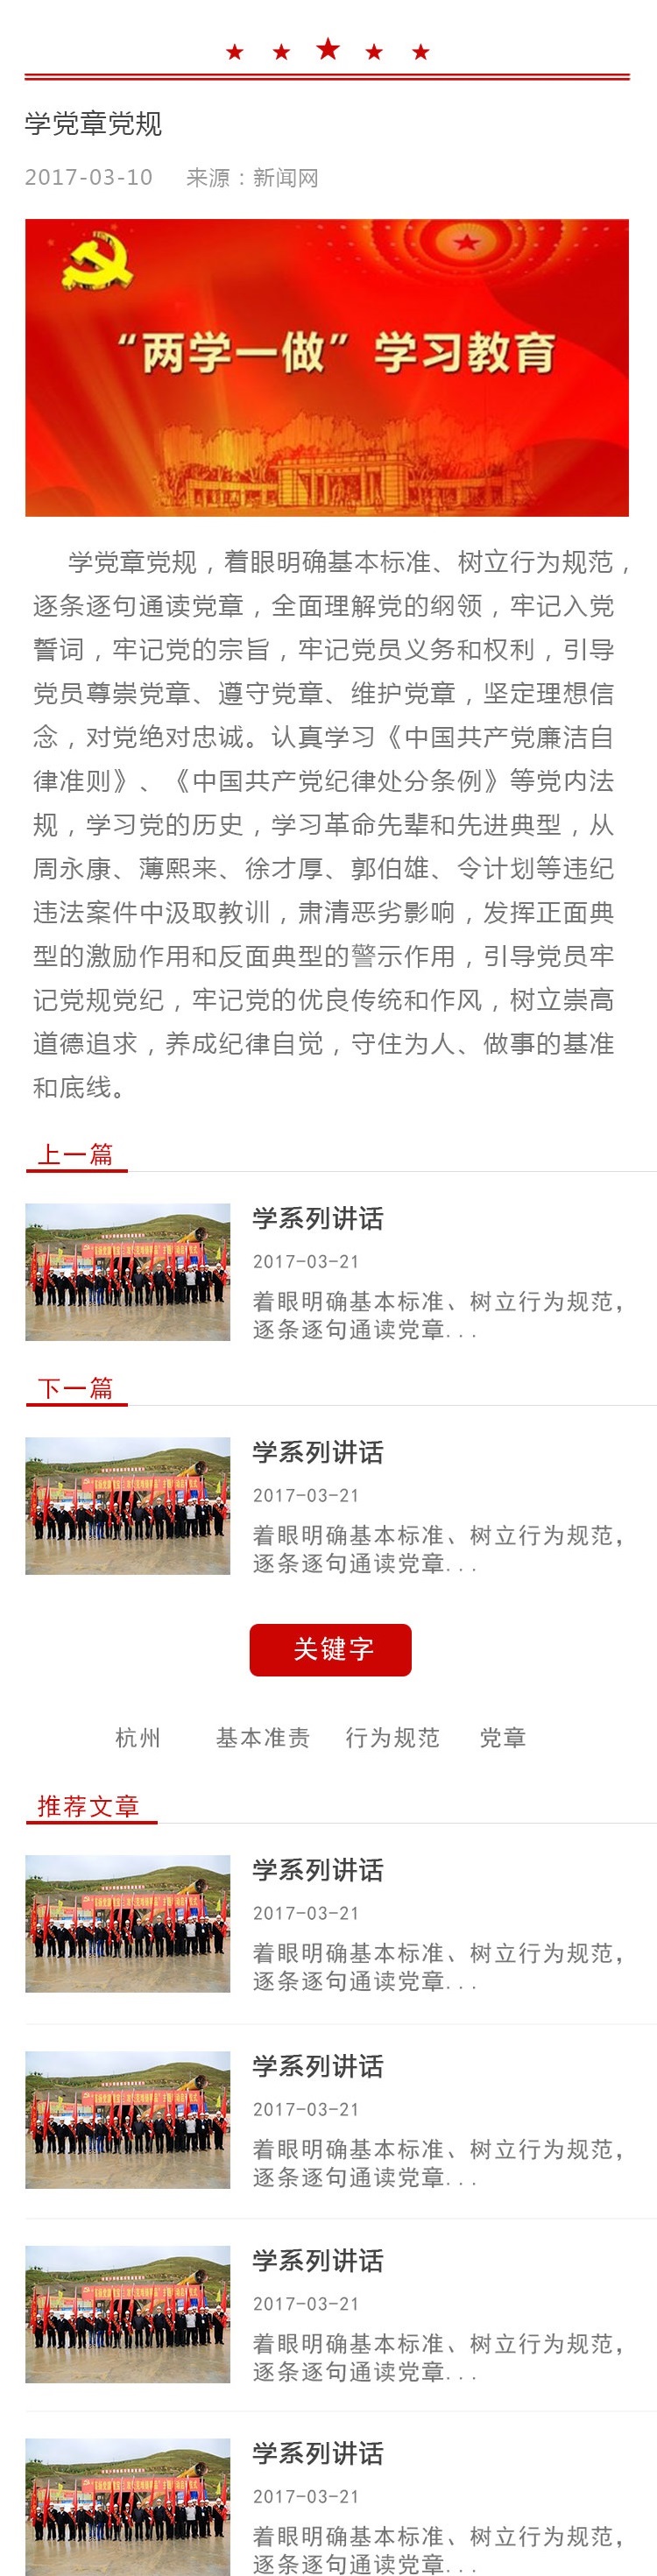 学党章党规
2017-03-10 来源：新闻网
“两学一做”学习教育
学党章党规，着眼明确基本标准、树立行为规范，
逐条逐句通读党章，全面理解党的纲领，牢记入党
誓词，牢记党的宗旨，牢记党员义务和权利，引导
党员尊崇党章、遵守党章、维护党章，坚定理想信
念，对党绝对忠诚。认真学习《中国共产党廉洁自
律准则》、《中国共产党纪律处分条例》等党内法
规，学习党的历史，学习革命先辈和先进典型，从
周永康、薄熙来、徐才厚、郭伯雄、令计划等违纪
违法案件中汲取教训，肃清恶劣影响，发挥正面典
型的激励作用和反面典型的警示作用，引导党员牢
记党规党纪，牢记党的优良传统和作风，树立崇高
道德追求，养成纪律自觉，守住为人、做事的基准
和底线。
上一篇
学系列讲话
2017-03-21
着眼明确基本标准、树立行为规范，
逐条逐句通读党章...
下一篇
学系列讲话
2017-03-21
着眼明确基本标准、树立行为规范，
逐条逐句通读党章...
关键字
杭州 基本准责 行为规范 党章
推荐文章
学系列讲话
2017-03-21
着眼明确基本标准、树立行为规范，
逐条逐句通读党章...
学系列讲话
2017-03-21
着眼明确基本标准、树立行为规范，
逐条逐句通读党章...
学系列讲话
2017-03-21
着眼明确基本标准、树立行为规范，
逐条逐句通读党章...
学系列讲话
2017-03-21
着眼明确基本标准、树立行为规范，
逐条逐句通读党章...